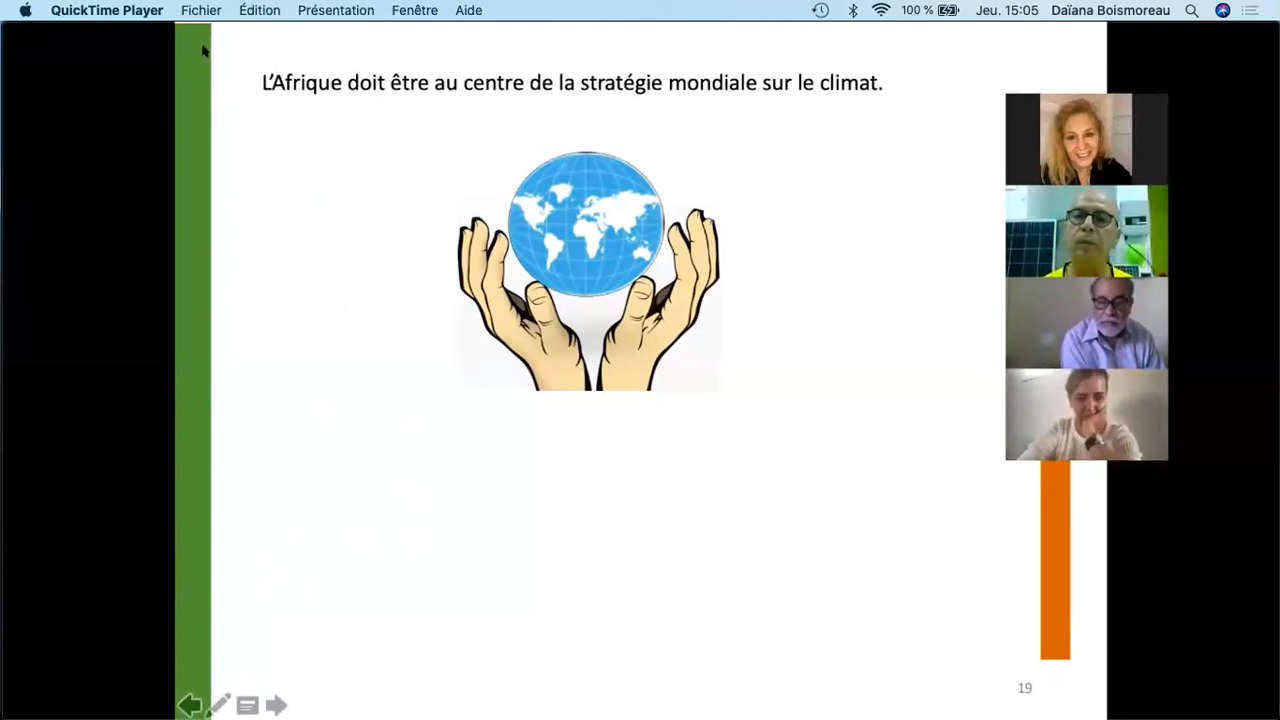 QuickTime Player Fichier Édition Présentation Fenêtre Aide 100 % Jeu. 15:05 Daïana Boismoreau
L'Afrique doit être au centre de la stratégie mondiale sur le climat.
19